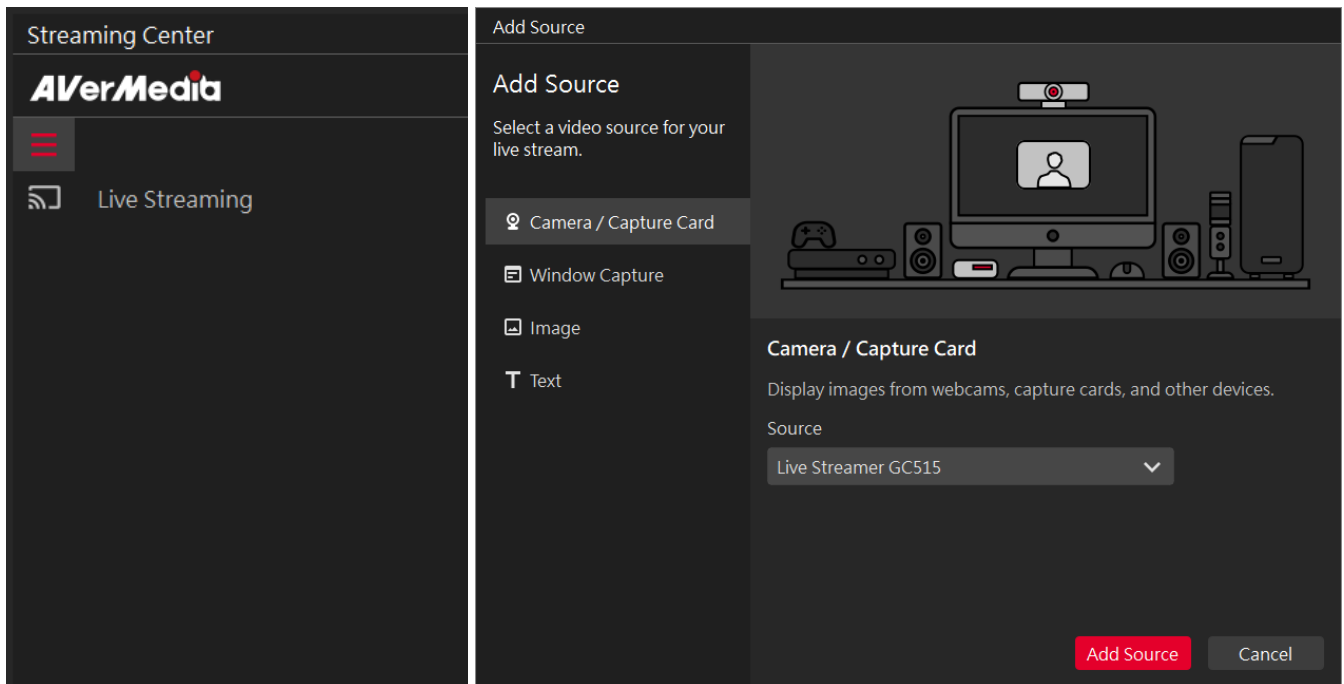 Streaming Center
AVerMedia
Live Streaming
Add Source
Add Source
Select a video source for your
live stream.
Camera / Capture Card
Window Capture
Image
Text
Camera / Capture Card
Display images from webcams, capture cards, and other devices.
Source
Live Streamer GC515
Add Source
Cancel